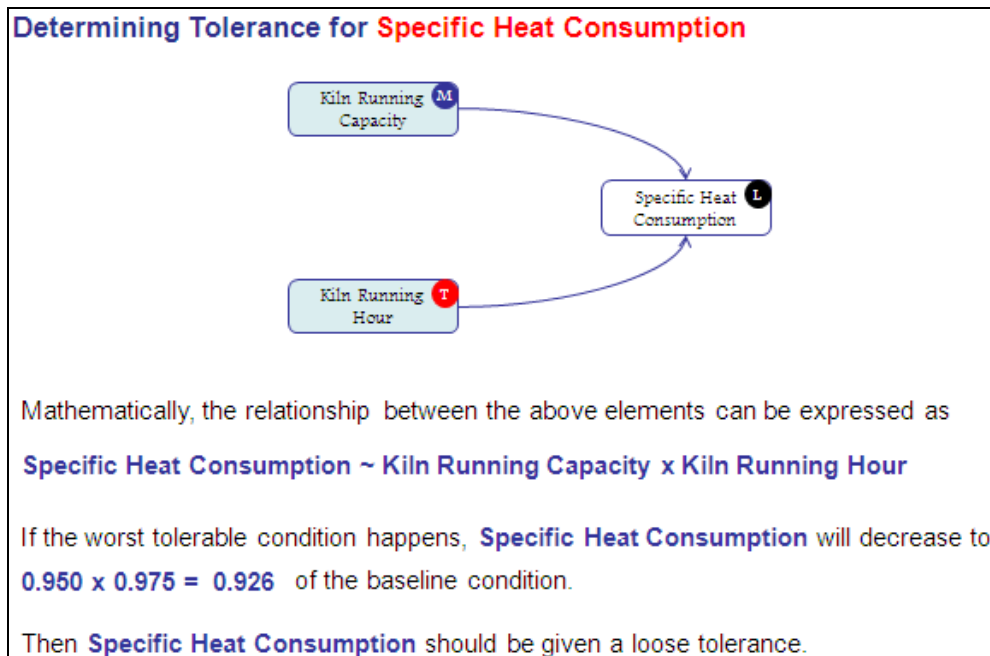 Determining Tolerance for Specific Heat Consumption
Kiln Running M
Capacity
Specific Heat L
Consumption
Kiln Running T
Hour
Mathematically, the relationship between the above elements can be expressed as
Specific Heat Consumption ~ Kiln Running Capacity x Kiln Running Hour
If the worst tolerable condition happens, Specific Heat Consumption will decrease to
0.950 x 0.975 = 0.926 of the baseline condition.
Then Specific Heat Consumption should be given a loose tolerance.